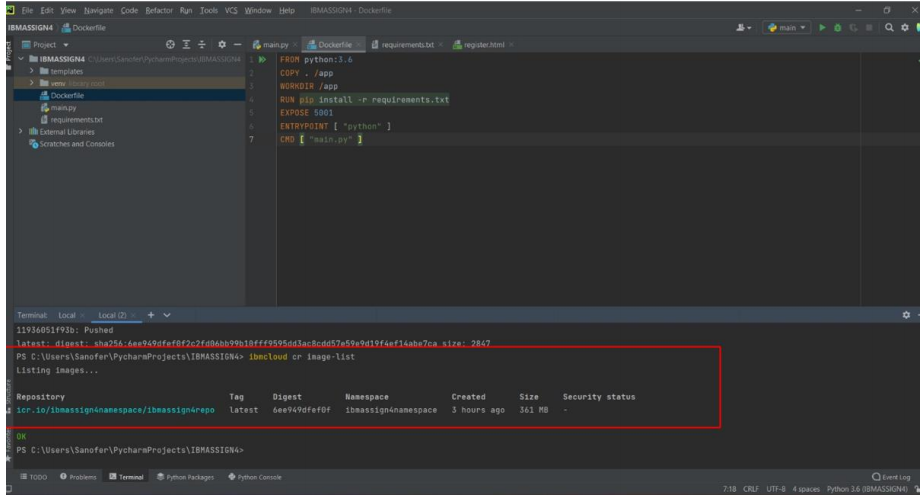 File Edit View Navigate Code Refactor Run Tools VCS Window Help IBMASSIGN4 - Dockerfile
IBMASSIGN4 Dockerfile main
Project main.py Dockerfile requirements.txt register.html
IBMASSIGN4 C:\Users\Sanofer\PycharmProjects\IBMASSIGN4
templates
venv library root
Dockerfile
main.py
requirements.txt
External Libraries
Scratches and Consoles
1 FROM python:3.6
2 COPY . /app
3 WORKDIR /app
4 RUN pip install -r requirements.txt
5 EXPOSE 5001
6 ENTRYPOINT [ "python" ]
7 CMD [ "main.py" ]
Terminal: Local Local (2)
11936051f93b: Pushed
latest: digest: size: 2847
PS C:\Users\Sanofer\PycharmProjects\IBMASSIGN4> ibmcloud cr image-list
Listing images...
Repository Tag Digest Namespace Created Size Security status
icr.io/ibmassign4namespace/ibmassign4repo latest 6ee949dfef0f ibmassign4namespace 3 hours ago 361 MB -
OK
PS C:\Users\Sanofer\PycharmProjects\IBMASSIGN4>
TODO Problems Terminal Python Packages Python Console Event Log
7:18 CRLF UTF-8 4 spaces Python 3.6 (IBMASSIGN4)